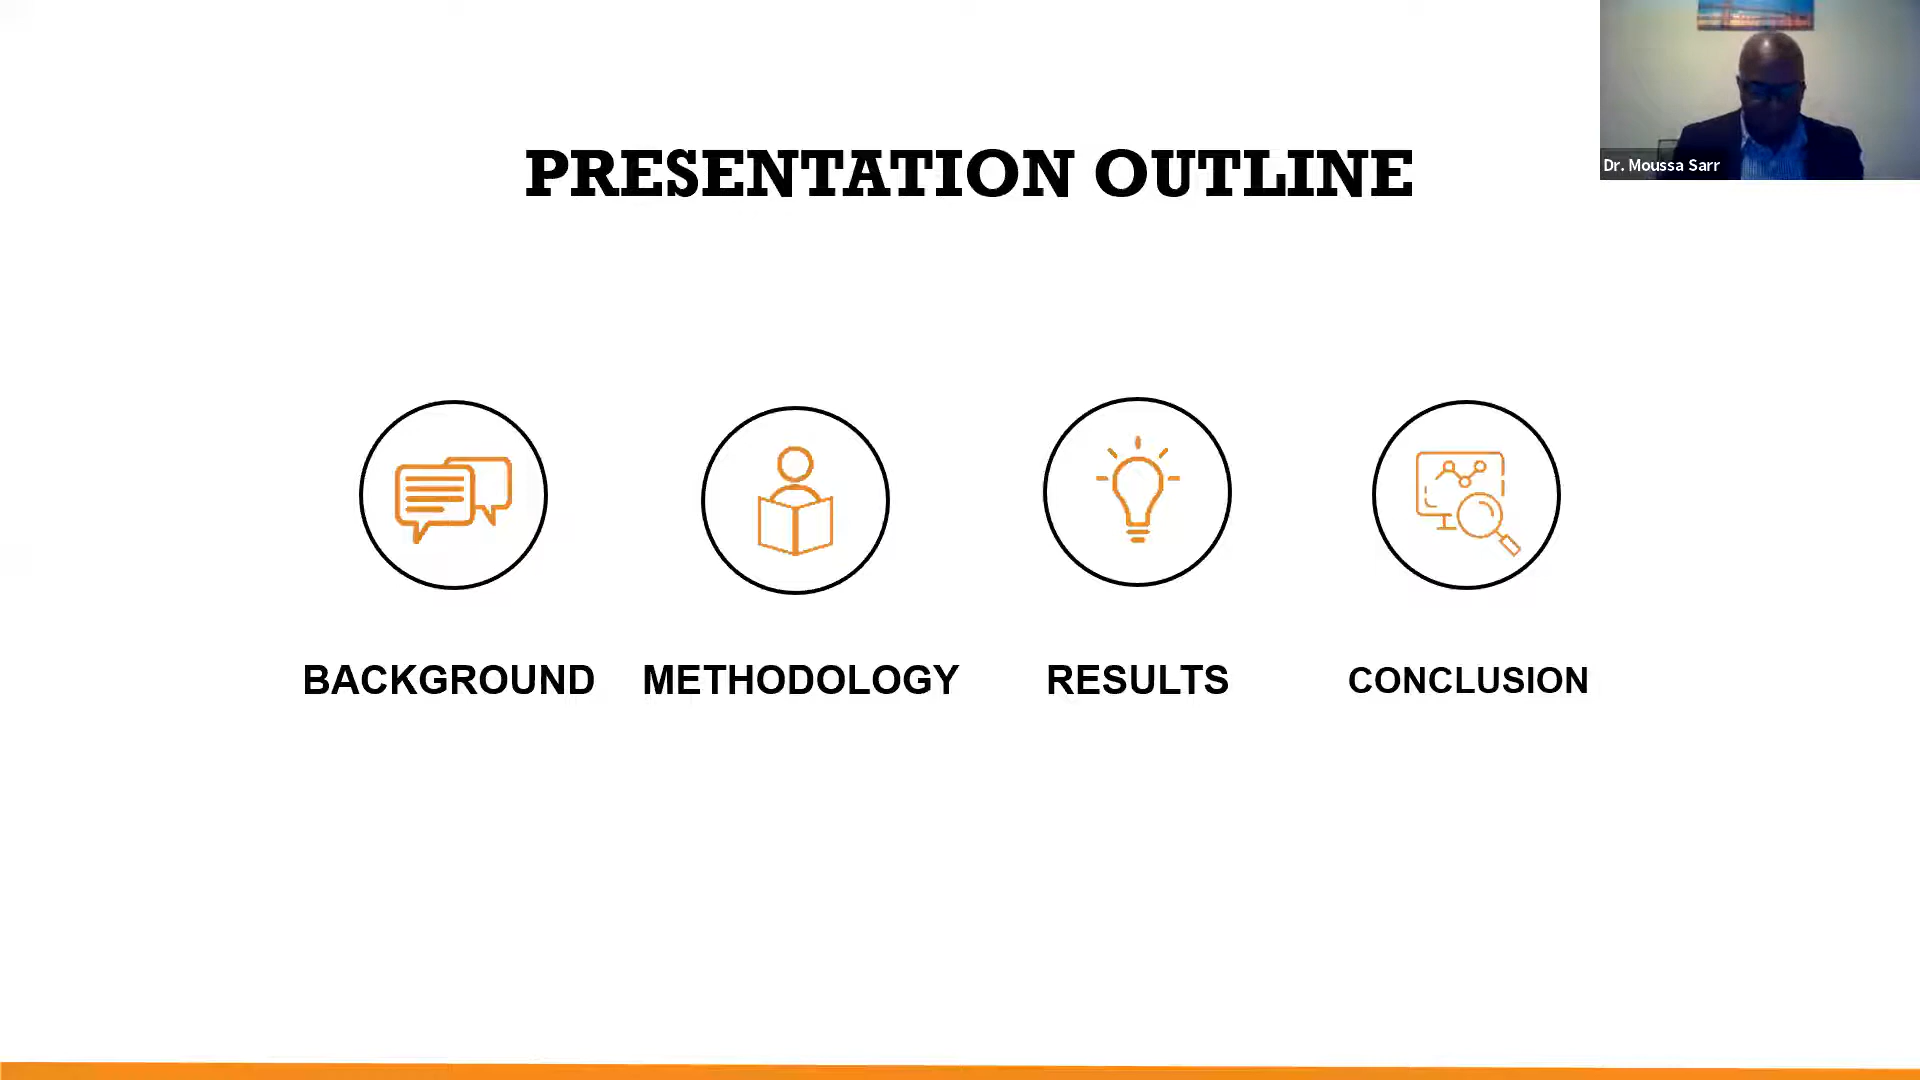 PRESENTATION OUTLINE
Dr. Moussa Sarr
BACKGROUND
METHODOLOGY
RESULTS
CONCLUSION